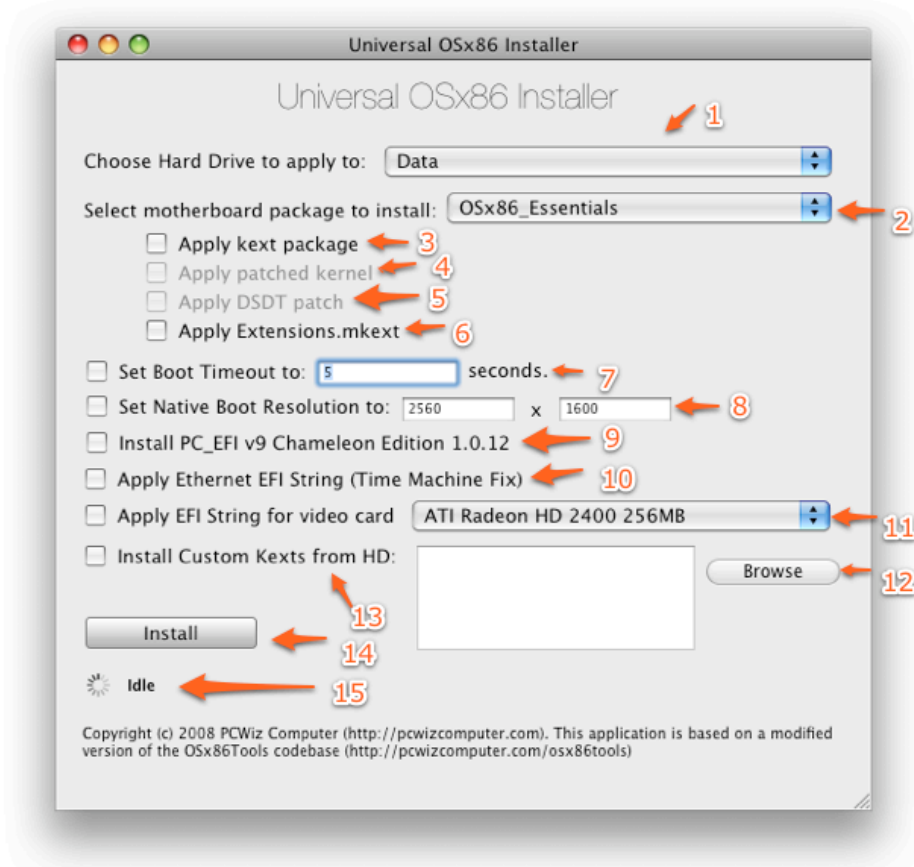 Universal OSx86 Installer
Universal OSx86 Installer
1
Choose Hard Drive to apply to: Data
Select motherboard package to install: OSx86_Essentials
2
Apply kext package 3
Apply patched kernel 4
Apply DSDT patch 5
Apply Extensions.mkext 6
Set Boot Timeout to: 5 seconds. 7
Set Native Boot Resolution to: 2560 x 1600 8
Install PC_EFI v9 Chameleon Edition 1.0.12 9
Apply Ethernet EFI String (Time Machine Fix) 10
Apply EFI String for video card ATI Radeon HD 2400 256MB 11
Install Custom Kexts from HD: Browse 12
13
Install 14
Idle 15
Copyright (c) 2008 PCWiz Computer (http://pcwizcomputer.com). This application is based on a modified
version of the OSx86Tools codebase (http://pcwizcomputer.com/osx86tools)